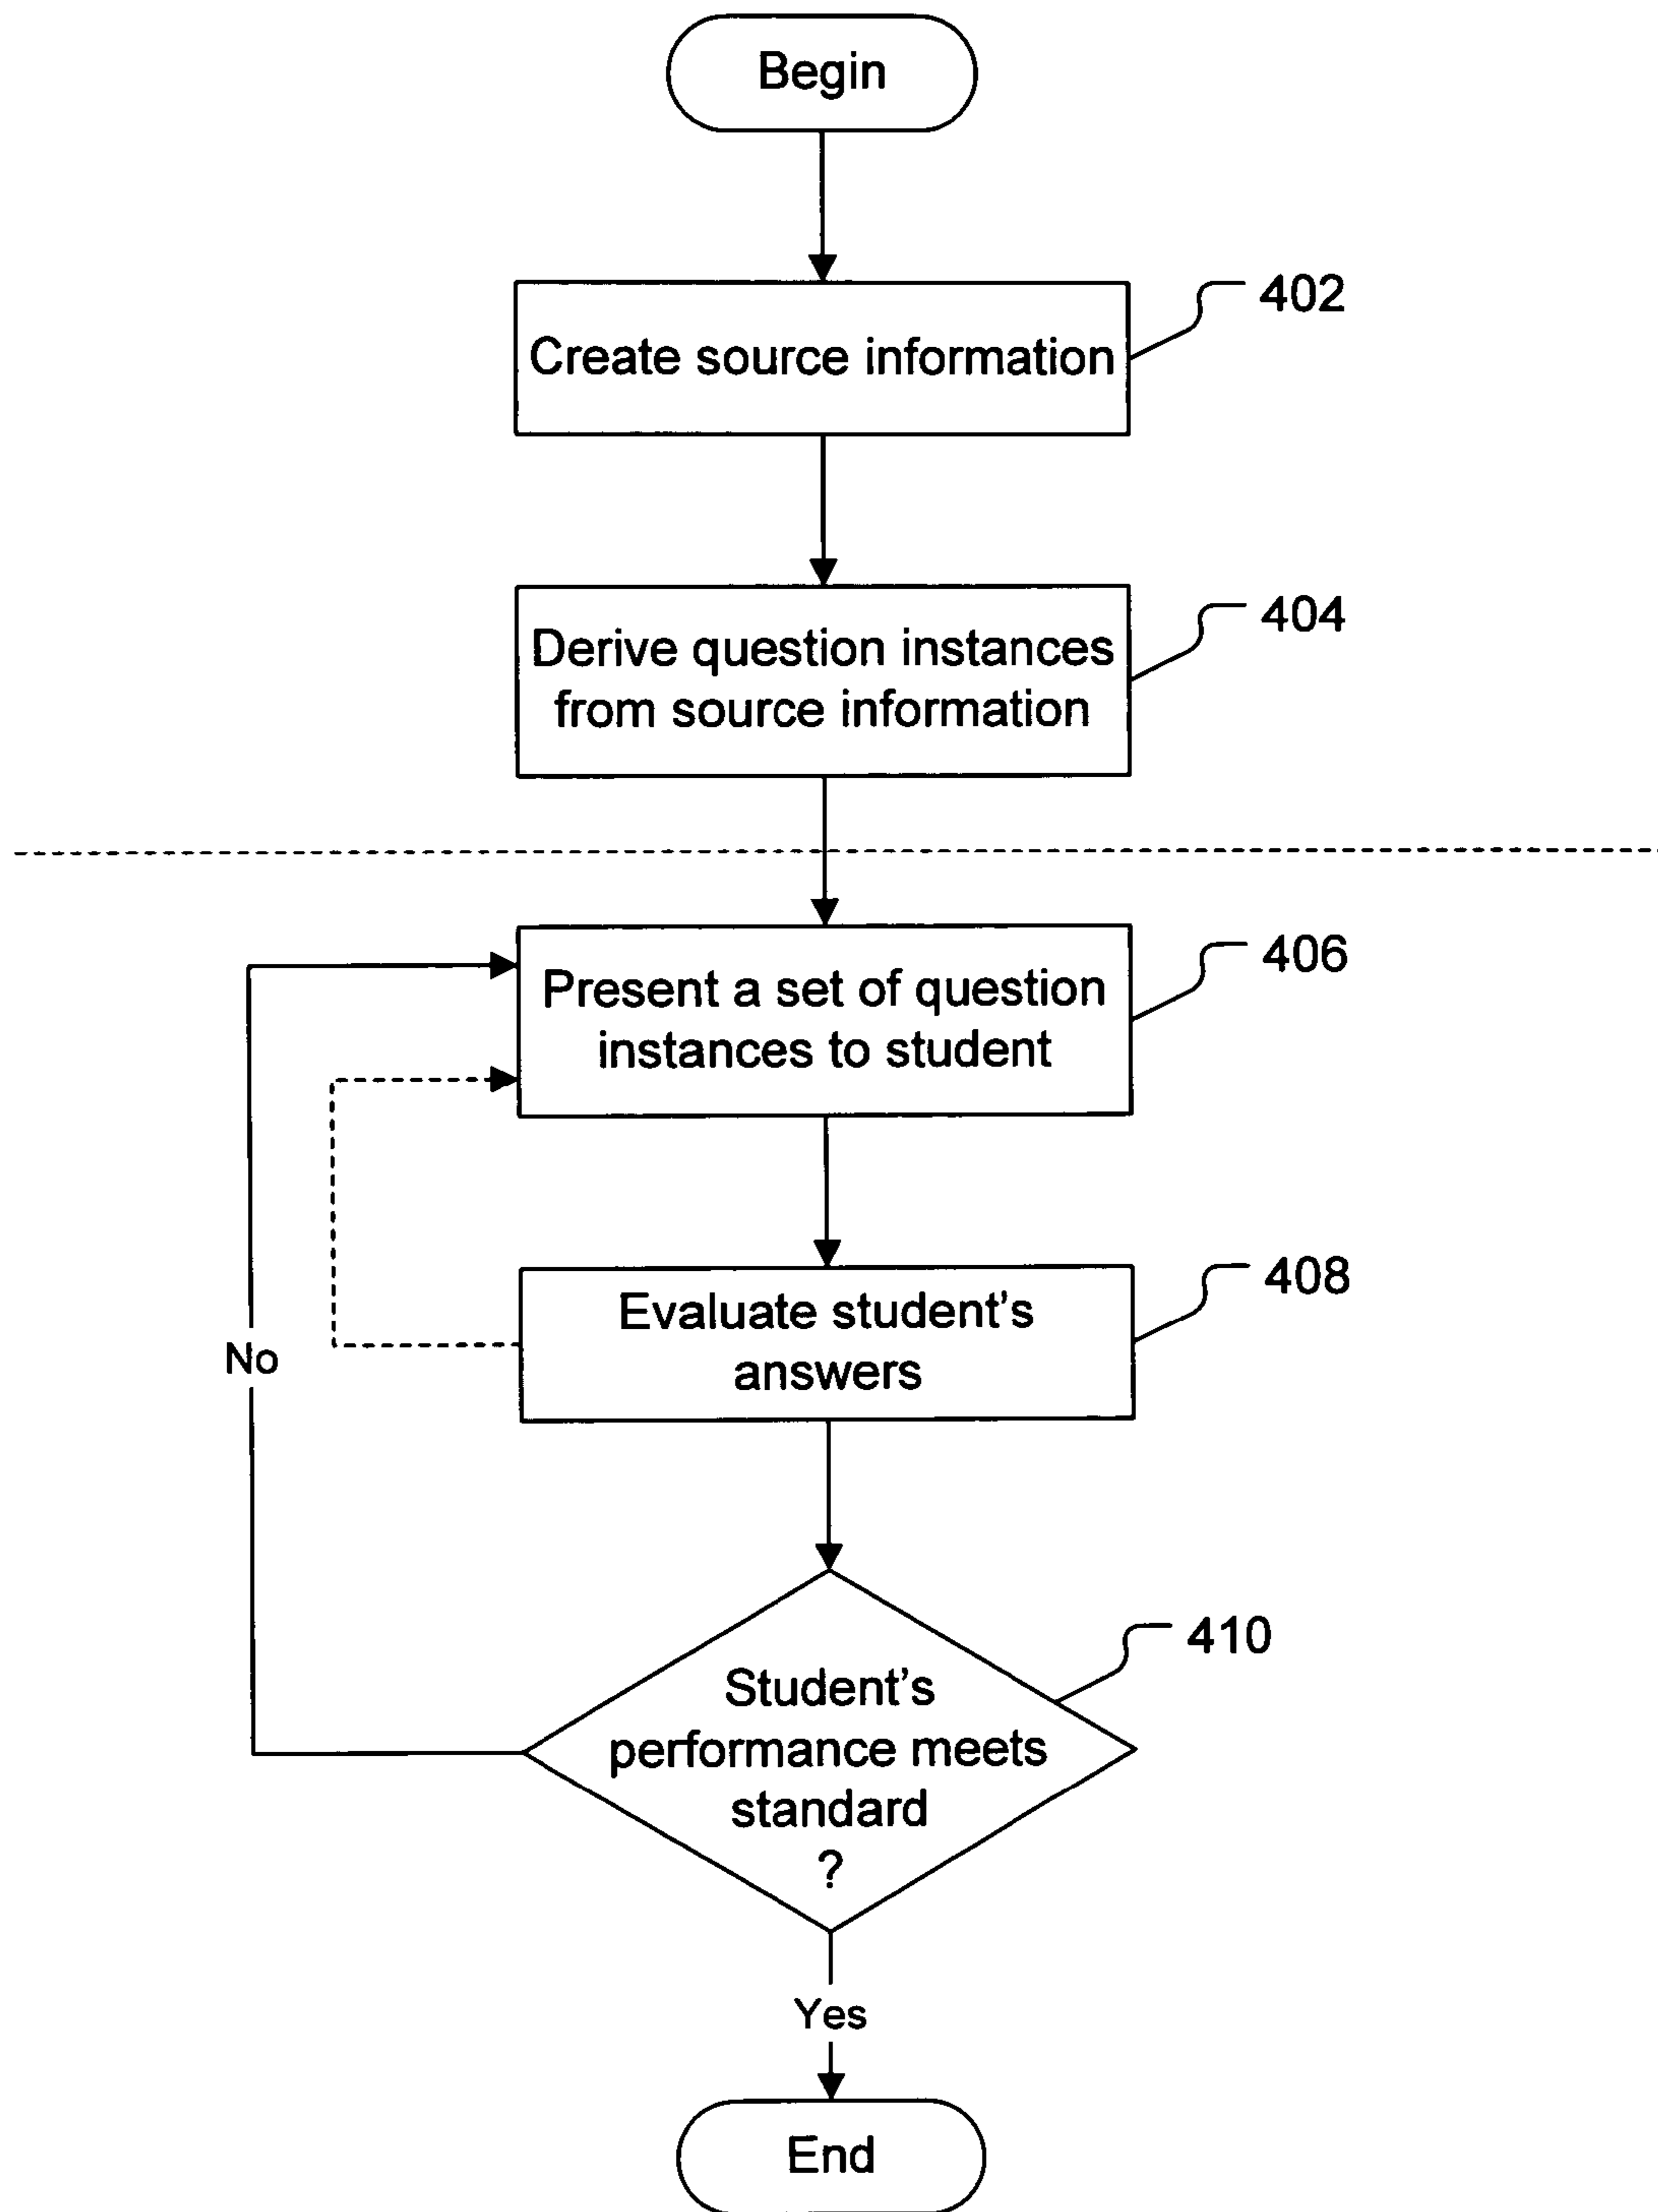 Begin
402
Create source information
404
Derive question instances
from source information
406
Present a set of question
instances to student
408
Evaluate student's
answers
No
410
Student's
performance meets
standard
?
Yes
End